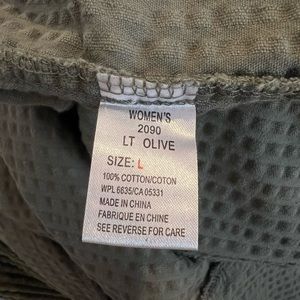 WOMEN'S
2090
LT OLIVE
SIZE: L
100% COTTON/COTON
WPL 6635/CA 05331
MADE IN CHINA
FABRIQUE EN CHINE
SEE REVERSE FOR CARE